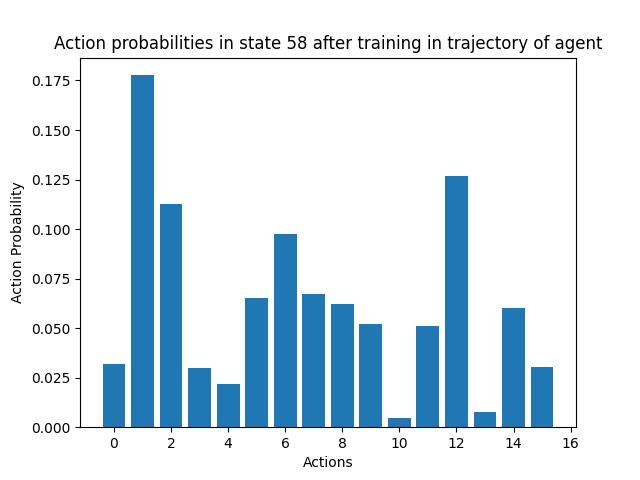 Action probabilities in state 58 after training in trajectory of agent
0.175
0.150
0.125
0.100
0.075
0.050
0.025
0.000
Action Probability
0 2 4 6 8 10 12 14 16
Actions